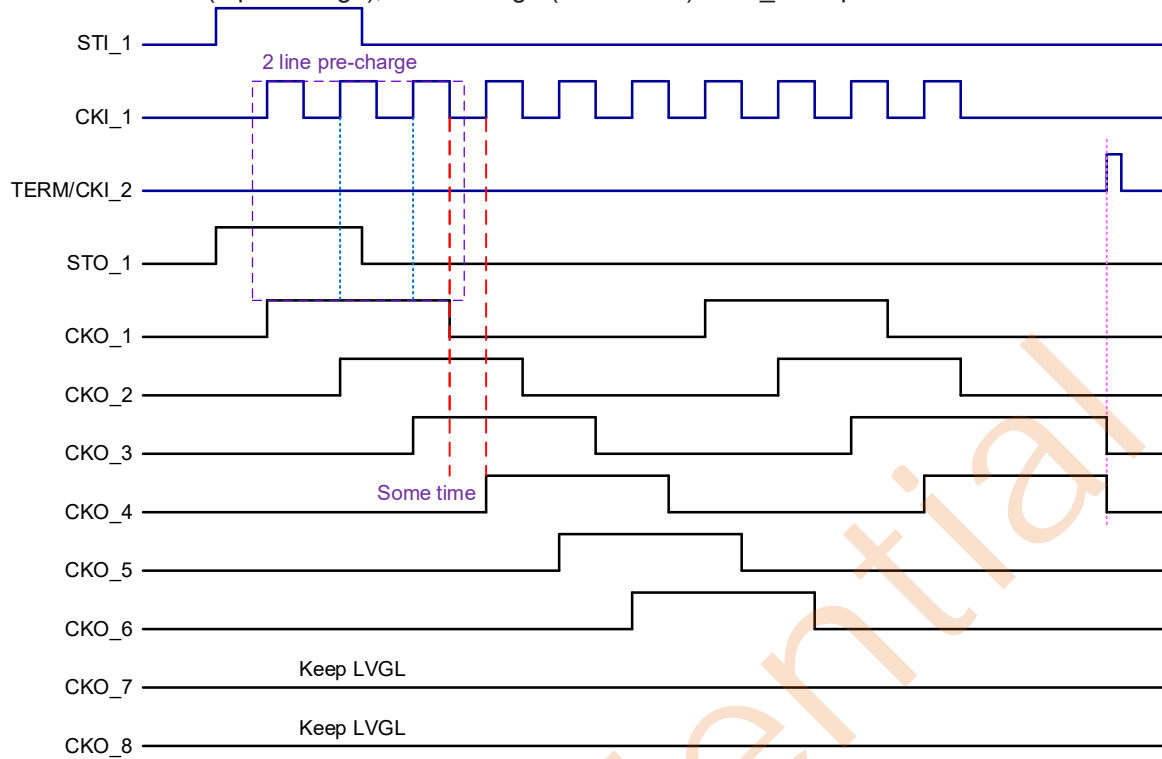 STI_1
2 line pre-charge
CKI_1
TERM/CKI_2
STO_1
CKO_1
CKO_2
CKO_3
Some time
CKO_4
CKO_5
CKO_6
Keep LVGL
CKO_7
Keep LVGL
CKO_8
ential